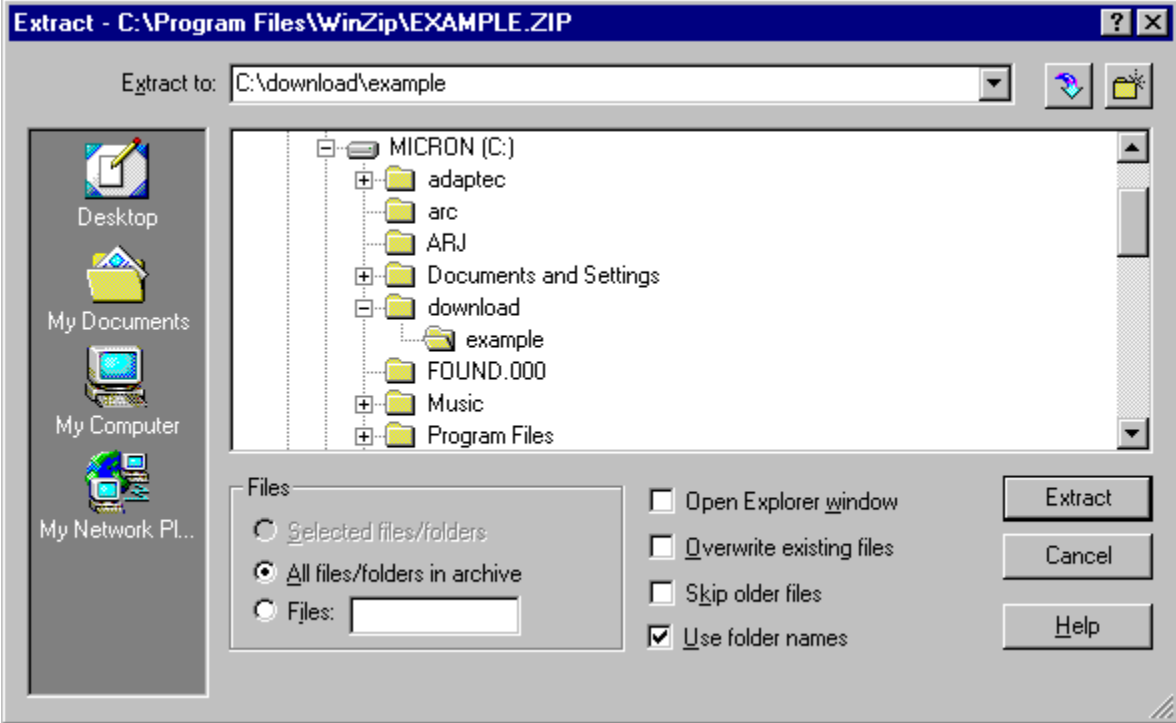 Extract - C:\Program Files\WinZip\EXAMPLE.ZIP
Extract to: C:\download\example
Desktop
My Documents
My Computer
My Network Pl...
MICRON (C:)
adaptec
arc
ARJ
Documents and Settings
download
example
FOUND.000
Music
Program Files
Files
Selected files/folders
All files/folders in archive
Files:
Open Explorer window
Overwrite existing files
Skip older files
Use folder names
Extract
Cancel
Help